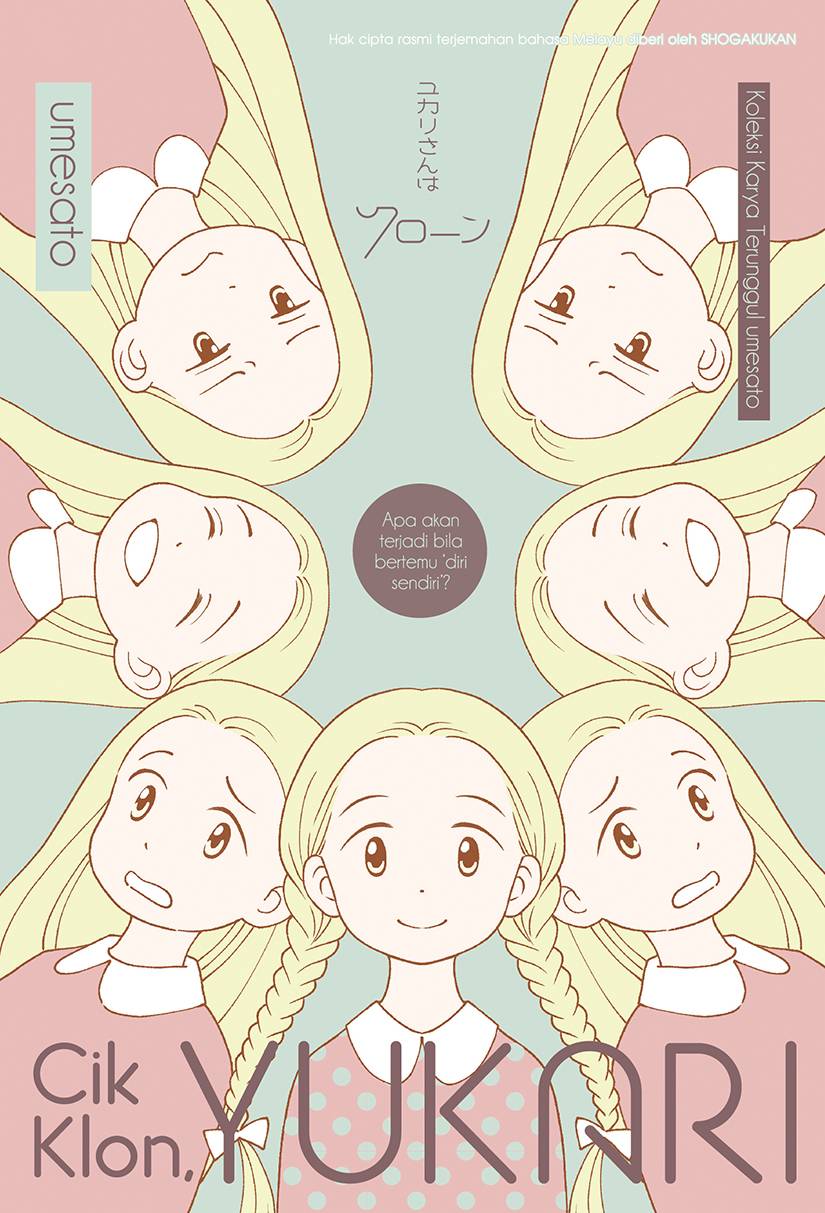 Hak cipta rasmi terjemahan bahasa Melayu diberi oleh SHOGAKUKAN
umesato
ユカリさんは
クローン
Koleksi Karya Terunggul umesato
Apa akan
terjadi bila
bertemu 'diri
sendiri'?
Cik
Klon,
YUKARI